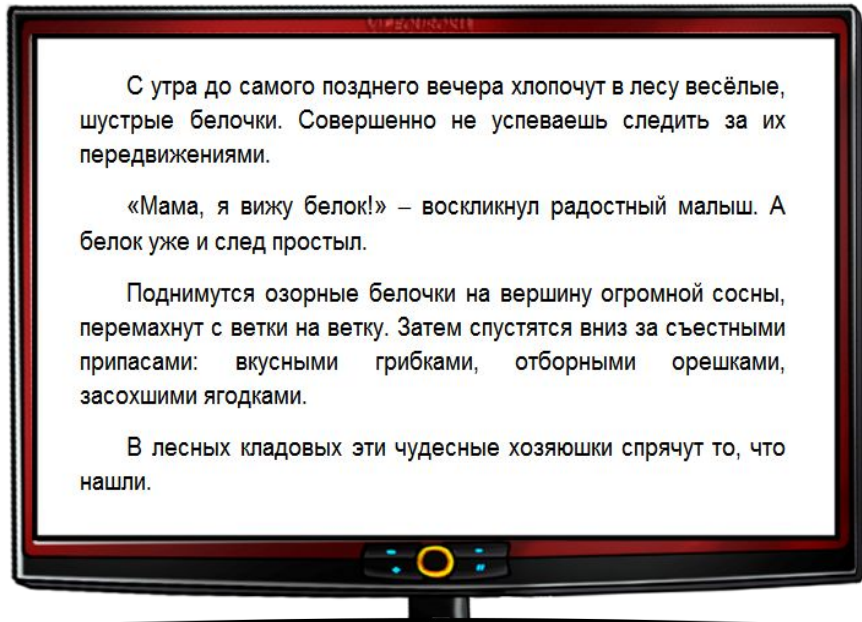 С утра до самого позднего вечера хлопочут в лесу весёлые,
шустрые белочки. Совершенно не успеваешь следить за их
передвижениями.
«Мама, я вижу белок!» – воскликнул радостный малыш. А
белок уже и след простыл.
Поднимутся озорные белочки на вершину огромной сосны,
перемахнут с ветки на ветку. Затем спустятся вниз за съестными
припасами: вкусными грибками, отборными орешками,
засохшими ягодками.
В лесных кладовых эти чудесные хозяюшки спрячут то, что
нашли.